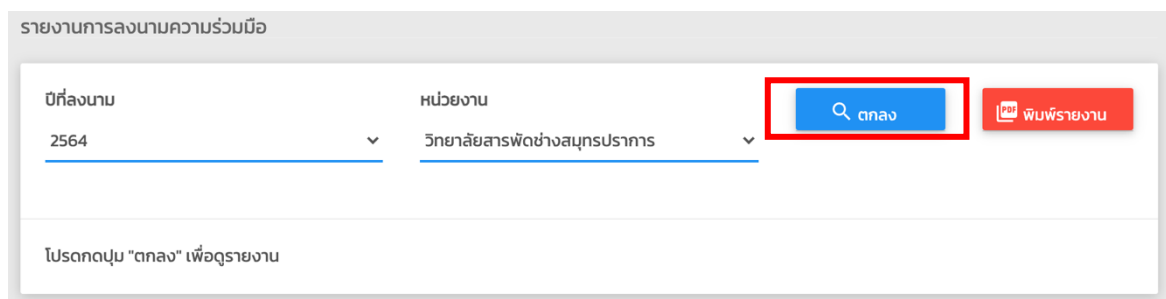 รายงานการลงนามความร่วมมือ
ปีที่ลงนาม
หน่วยงาน
ตกลง
PDF พิมพ์รายงาน
2564
วิทยาลัยสารพัดช่างสมุทรปราการ
โปรดกดปุ่ม "ตกลง" เพื่อดูรายงาน